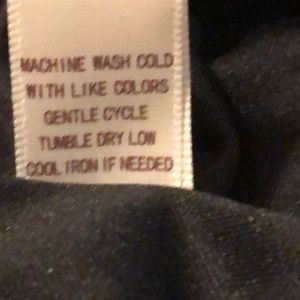 MACHINE WASH COLD
WITH LIKE COLORS
GENTLE CYCLE
TUMBLE DRY LOW
COOL IRON IF NEEDED